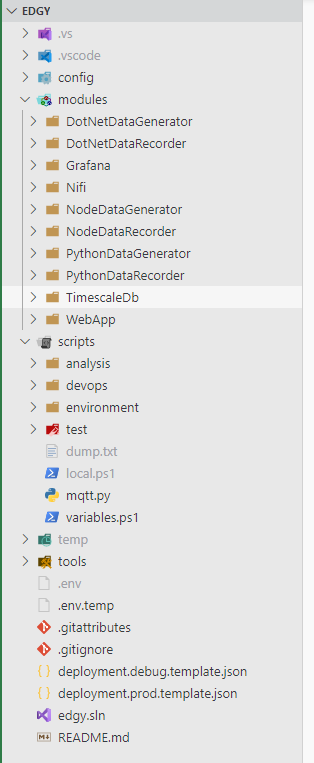 EDGY
.vs
.vscode
config
modules
DotNetDataGenerator
DotNetDataRecorder
Grafana
Nifi
NodeDataGenerator
NodeDataRecorder
PythonDataGenerator
PythonDataRecorder
TimescaleDb
WebApp
scripts
analysis
devops
environment
test
dump.txt
local.ps1
mqtt.py
variables.ps1
temp
tools
.env
.env.temp
.gitattributes
.gitignore
deployment.debug.template.json
deployment.prod.template.json
edgy.sln
README.md